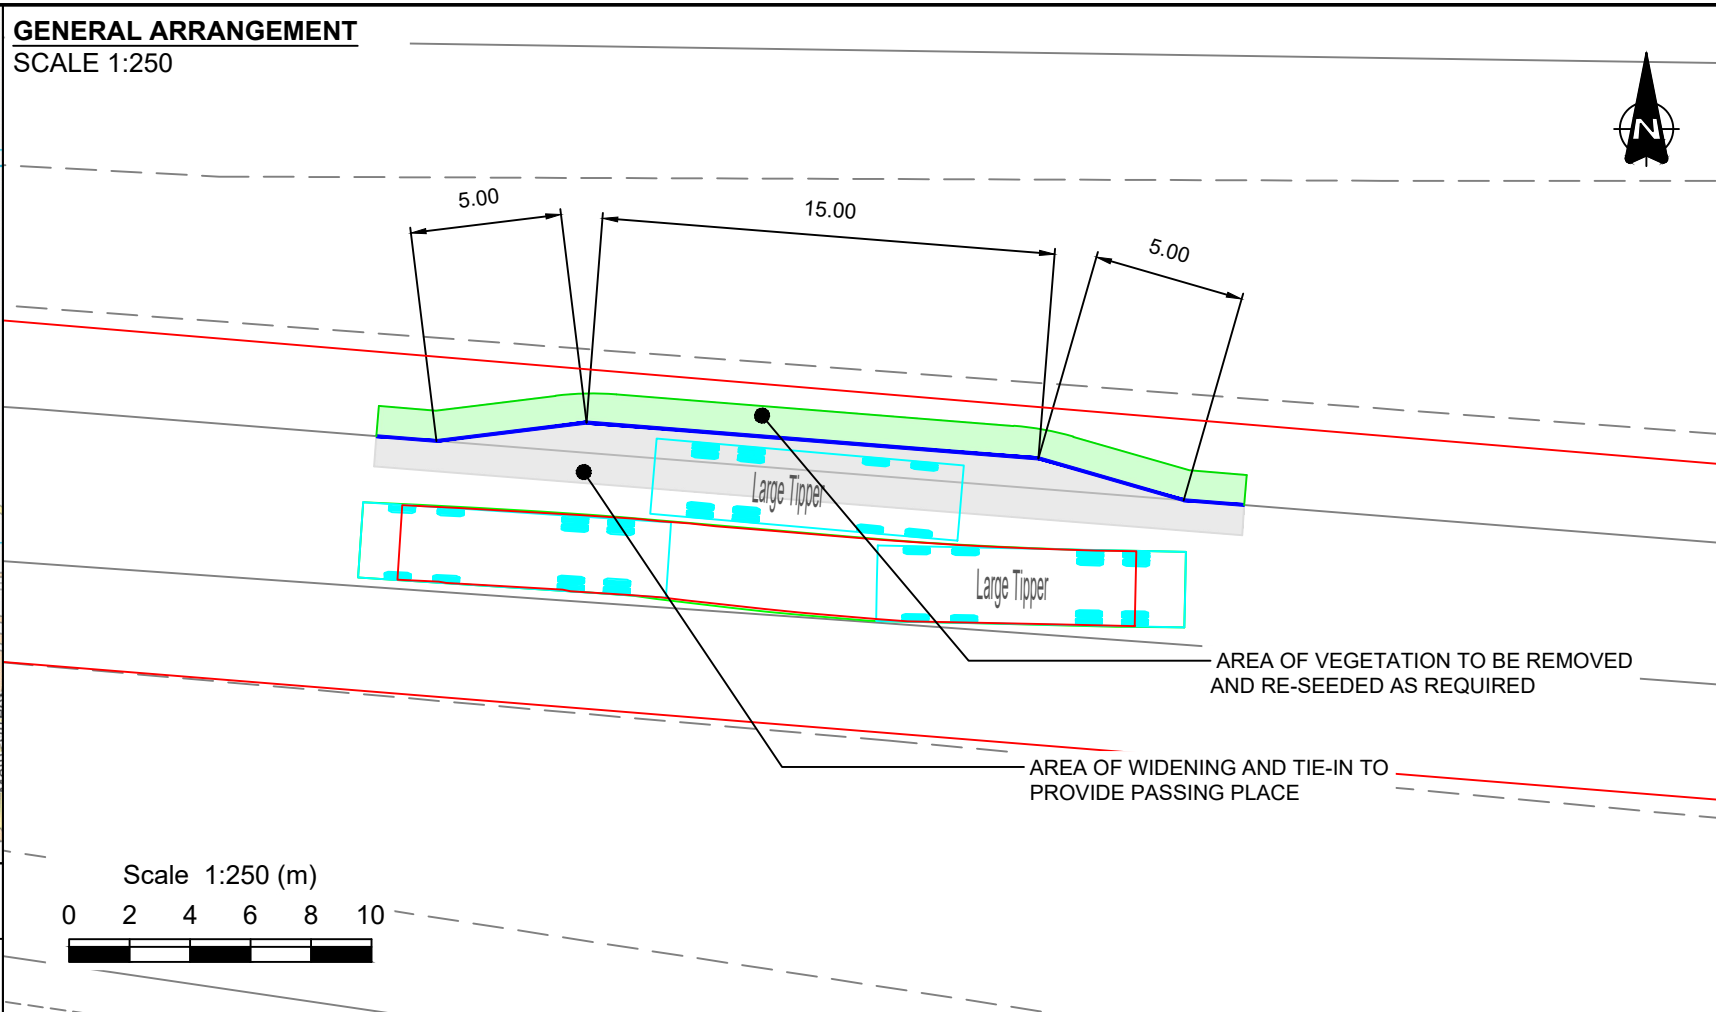 GENERAL ARRANGEMENT
SCALE 1:250
N
5.00
15.00
5.00
Large Tipper
Large Tipper
AREA OF VEGETATION TO BE REMOVED
AND RE-SEEDED AS REQUIRED
AREA OF WIDENING AND TIE-IN TO
PROVIDE PASSING PLACE
Scale 1:250 (m)
0 2 4 6 8 10